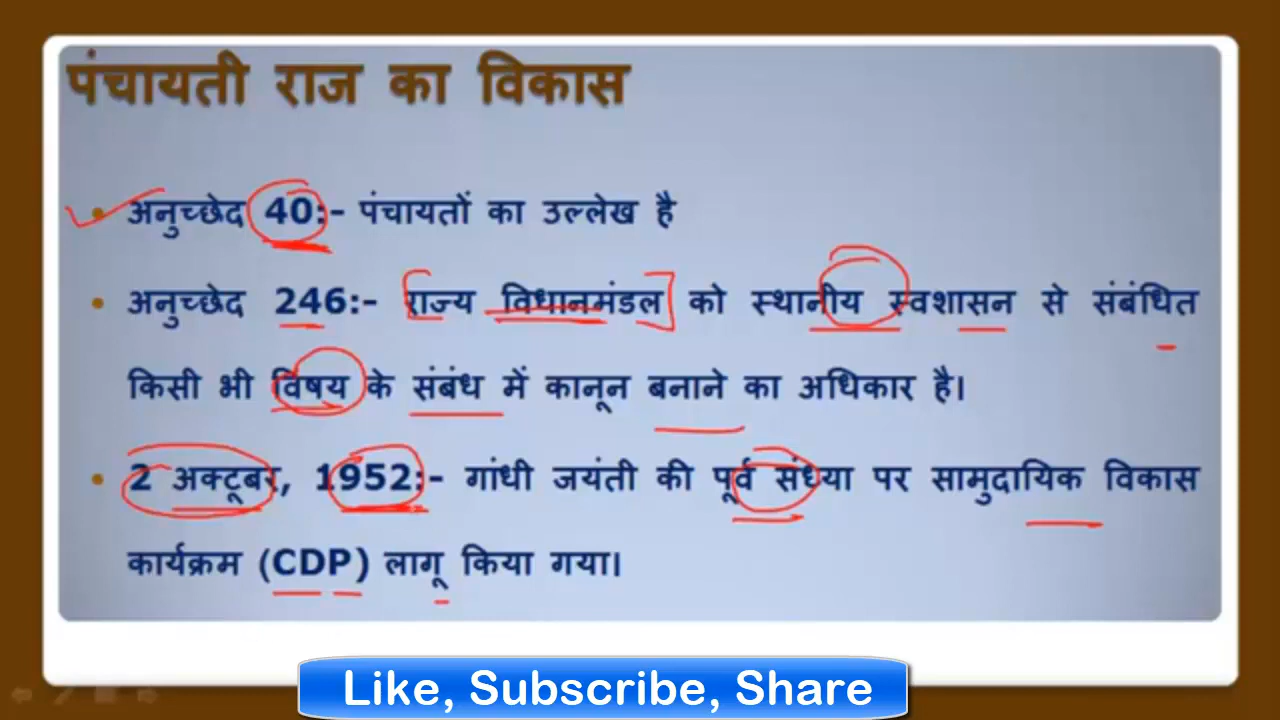 पंचायती राज का विकास
अनुच्छेद 40:- पंचायतों का उल्लेख है
अनुच्छेद 246:- राज्य विधानमंडल को स्थानीय स्वशासन से संबंधित
किसी भी विषय के संबंध में कानून बनाने का अधिकार है।
2 अक्टूबर, 1952:- गांधी जयंती की पूर्व संध्या पर सामुदायिक विकास
कार्यक्रम (CDP) लागू किया गया।
Like, Subscribe, Share